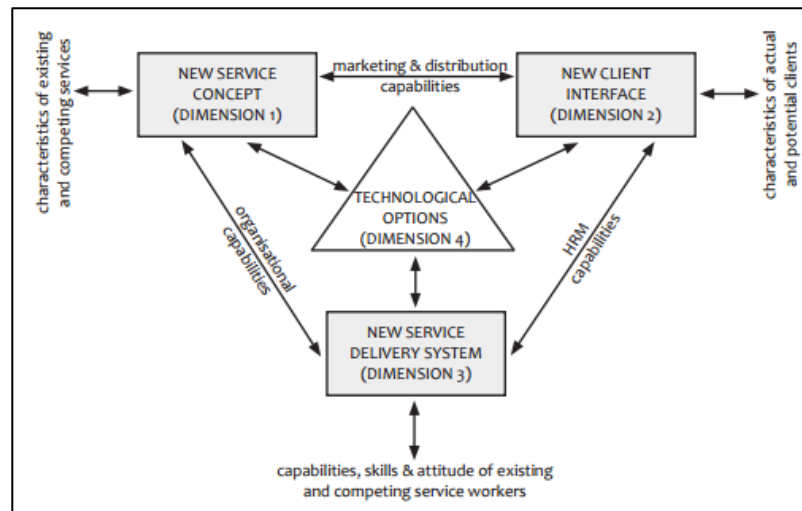 marketing & distribution
capabilities
NEW SERVICE
CONCEPT
(DIMENSION 1)
NEW CLIENT
INTERFACE
(DIMENSION 2)
characteristics of existing
and competing services
characteristics of actual
and potential clients
TECHNOLOGICAL
OPTIONS
(DIMENSION 4)
organisational
capabilities
HRM
capabilities
NEW SERVICE
DELIVERY SYSTEM
(DIMENSION 3)
capabilities, skills & attitude of existing
and competing service workers